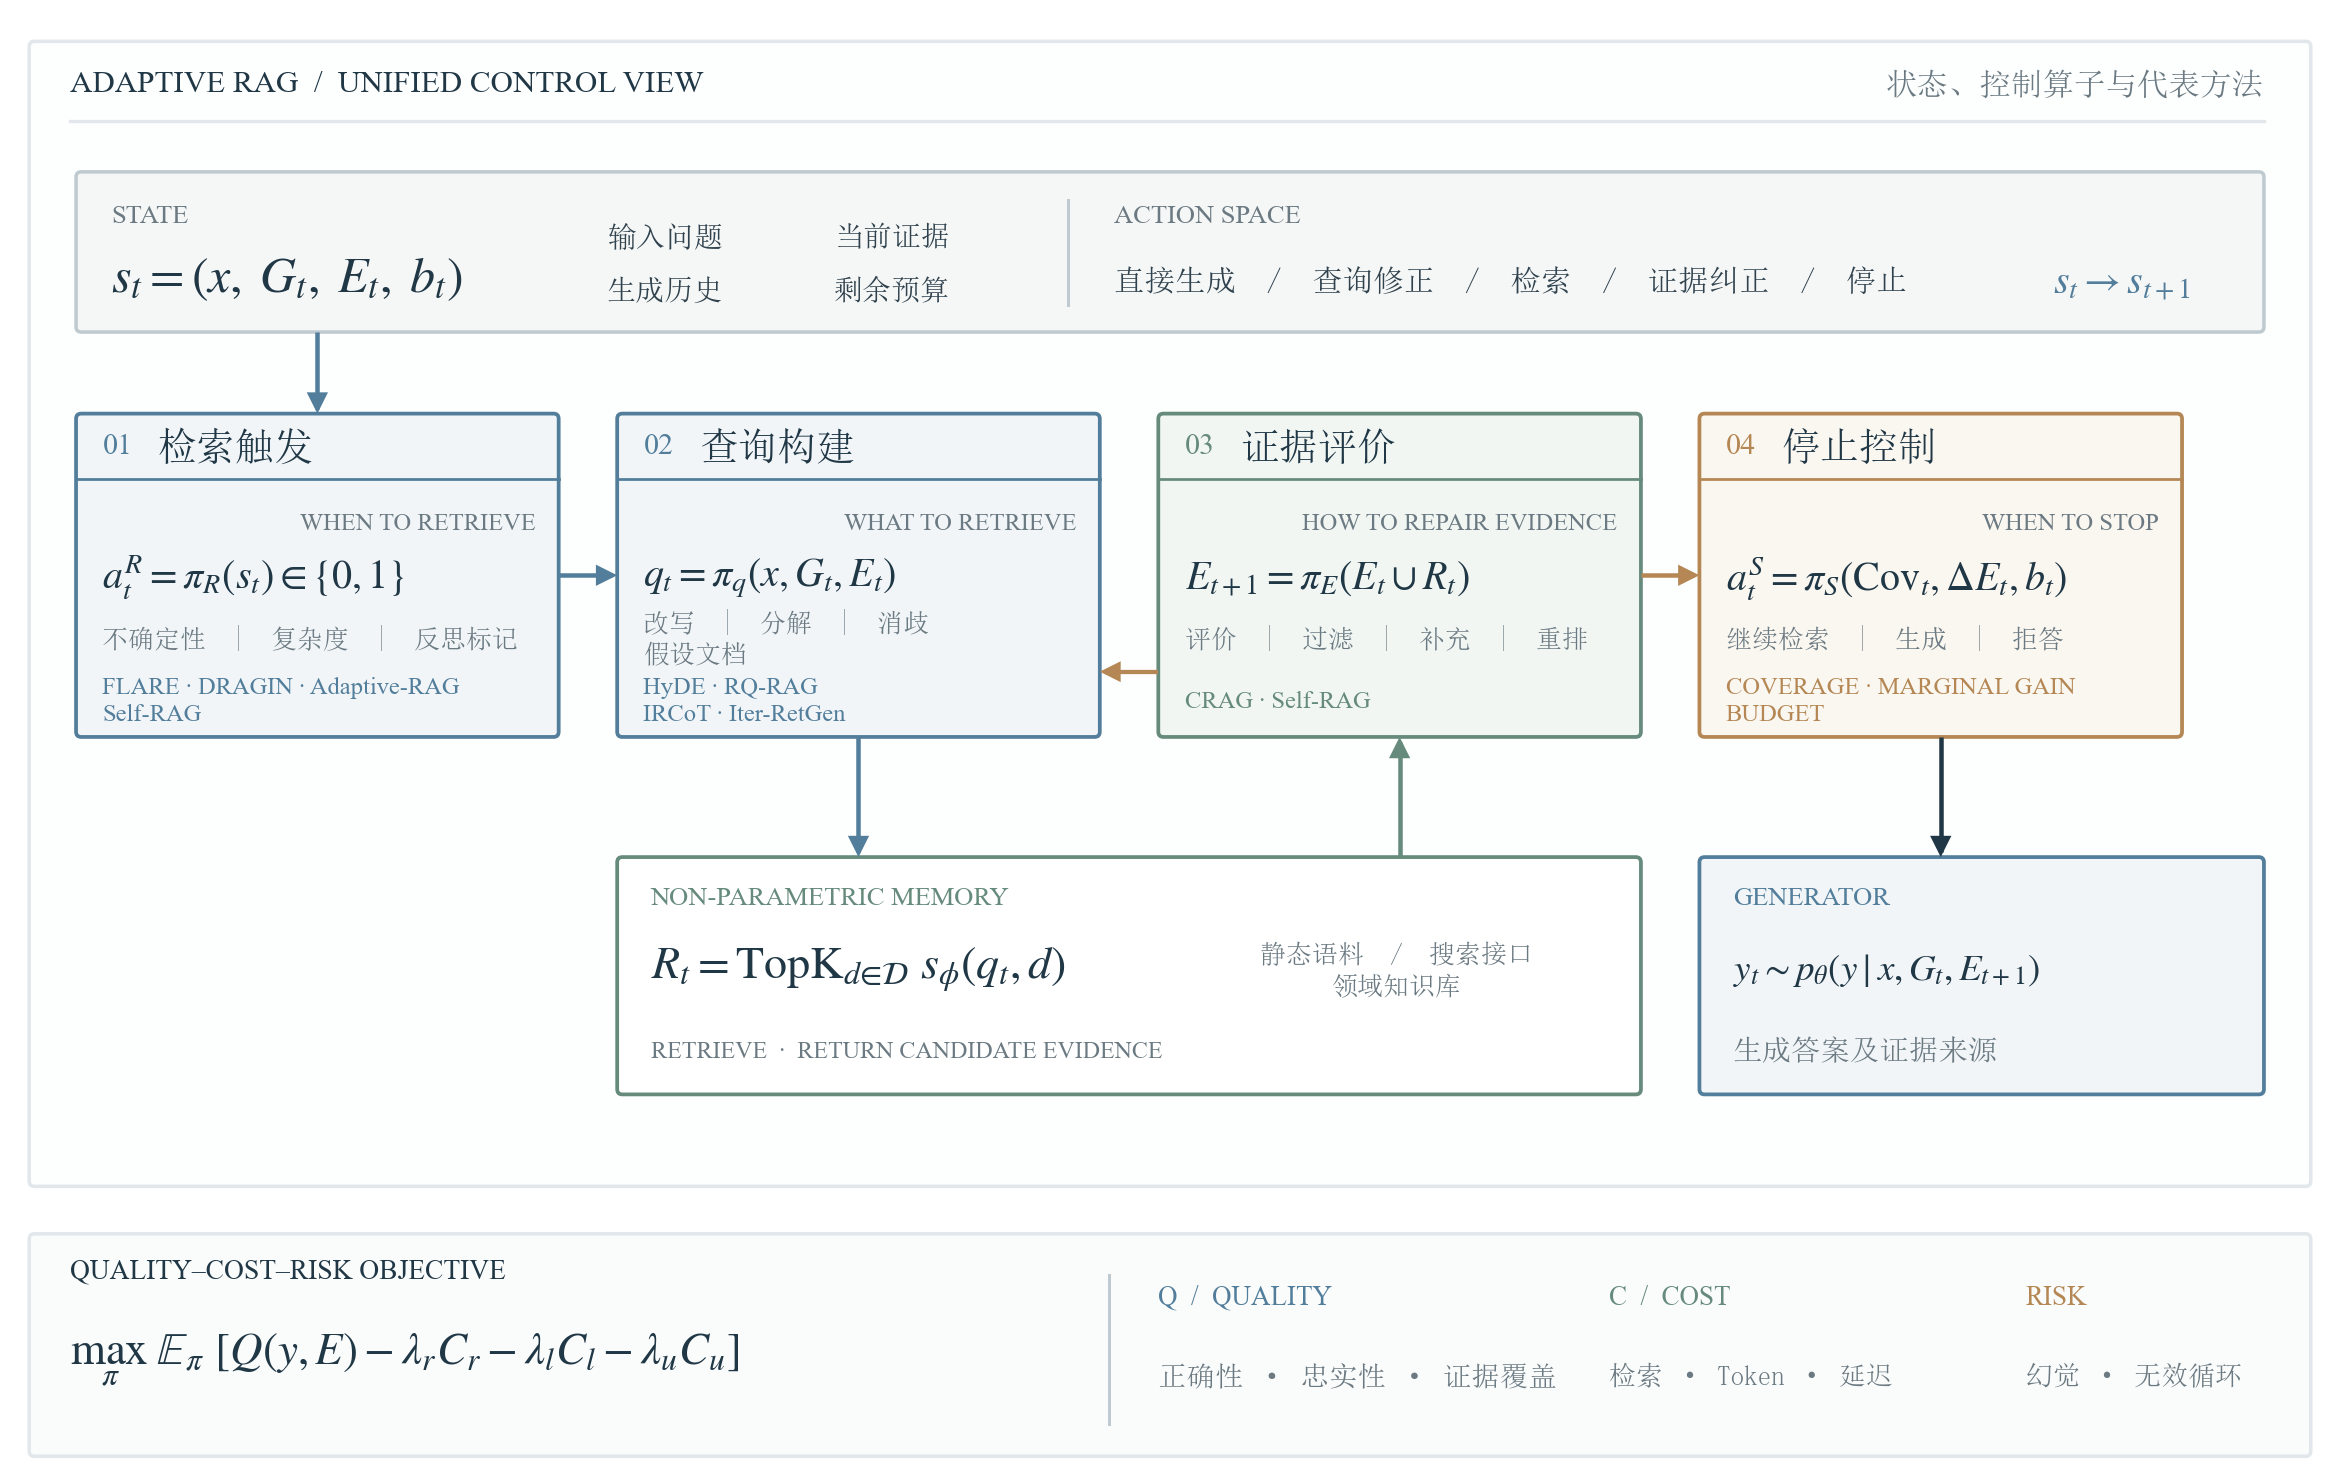 ADAPTIVE RAG / UNIFIED CONTROL VIEW
状态、控制算子与代表方法
STATE
s_t = (x, G_t, E_t, b_t)
输入问题 当前证据
生成历史 剩余预算
ACTION SPACE
直接生成 / 查询修正 / 检索 / 证据纠正 / 停止
s_t → s_{t+1}
01 检索触发
WHEN TO RETRIEVE
a_t^R = π_R(s_t) ∈ {0, 1}
不确定性 | 复杂度 | 反思标记
FLARE · DRAGIN · Adaptive-RAG
Self-RAG
02 查询构建
WHAT TO RETRIEVE
q_t = π_q(x, G_t, E_t)
改写 | 分解 | 消歧
假设文档
HyDE · RQ-RAG
IRCoT · Iter-RetGen
03 证据评价
HOW TO REPAIR EVIDENCE
E_{t+1} = π_E(E_t ∪ R_t)
评价 | 过滤 | 补充 | 重排
CRAG · Self-RAG
04 停止控制
WHEN TO STOP
a_t^S = π_S(Cov_t, ΔE_t, b_t)
继续检索 | 生成 | 拒答
COVERAGE · MARGINAL GAIN
BUDGET
NON-PARAMETRIC MEMORY
R_t = TopK_{d∈𝒟} s_ϕ(q_t, d)
静态语料 / 搜索接口
领域知识库
RETRIEVE · RETURN CANDIDATE EVIDENCE
GENERATOR
y_t ~ p_θ(y | x, G_t, E_{t+1})
生成答案及证据来源
QUALITY–COST–RISK OBJECTIVE
max_π 𝔼_π [Q(y, E) − λ_r C_r − λ_l C_l − λ_u C_u]
Q / QUALITY
正确性 • 忠实性 • 证据覆盖
C / COST
检索 • Token • 延迟
RISK
幻觉 • 无效循环